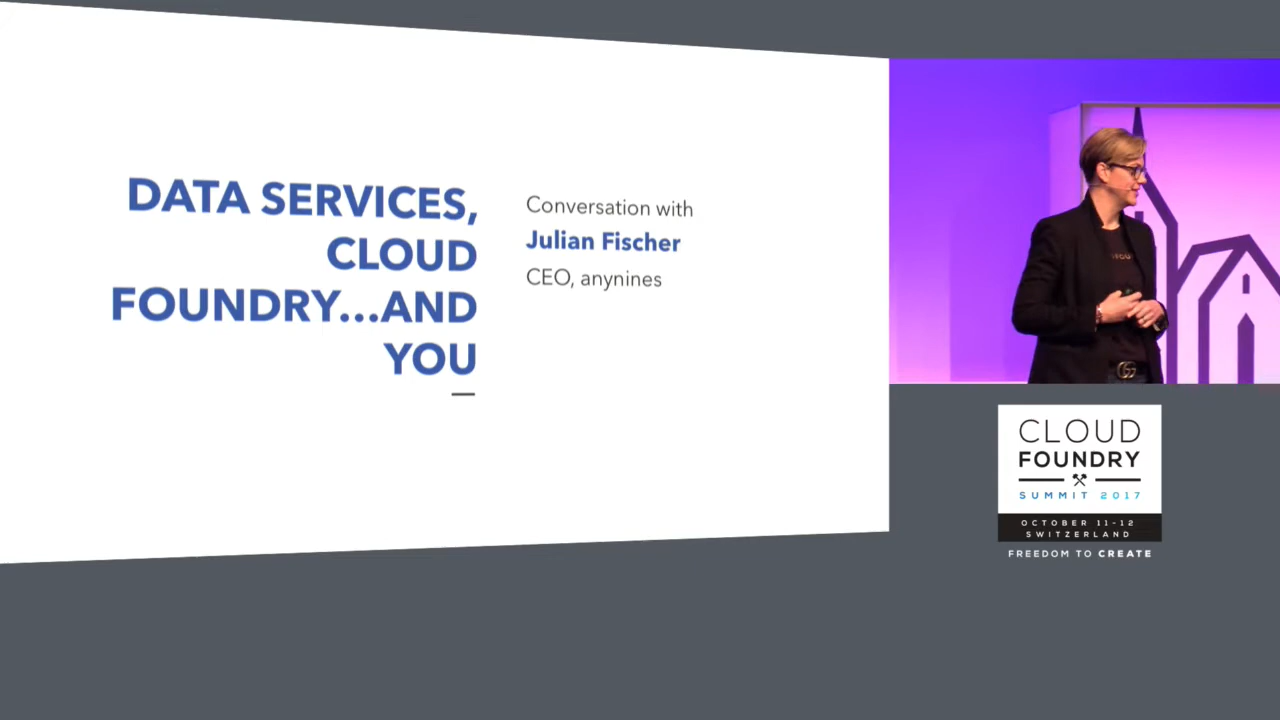 DATA SERVICES,
CLOUD
FOUNDRY...AND
YOU
Conversation with
Julian Fischer
CEO, anynines
CLOUD
FOUNDRY
SUMMIT 2017
OCTOBER 11-12
SWITZERLAND
FREEDOM TO CREATE